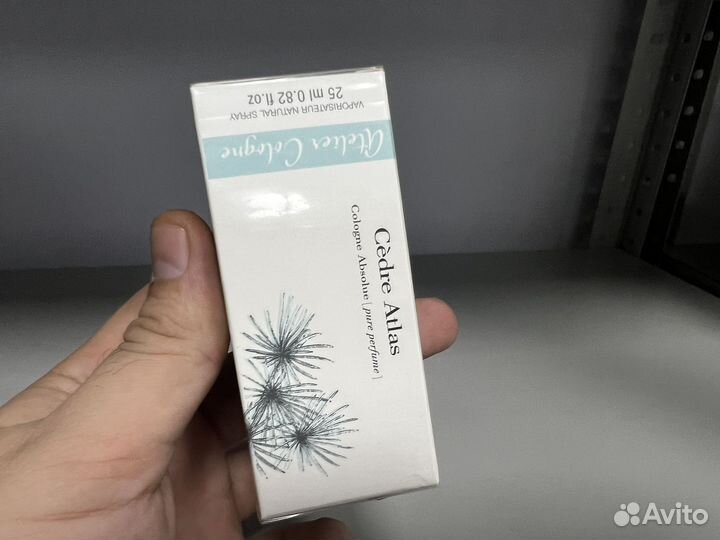 25 ml 0.82 fl.oz
VAPORISATEUR NATURAL SPRAY
Atelier Cologne
Cèdre Atlas
Cologne Absolue [pure perfume]
Avito